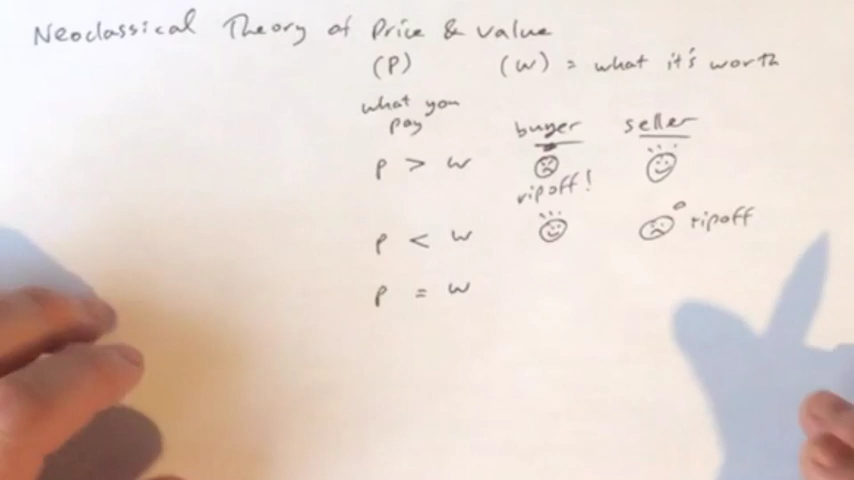 Neoclassical Theory of Price & value
(P) (w) = what it's worth
what you
pay
buyer seller
P > w
ripoff!
P < w ripoff
P = w